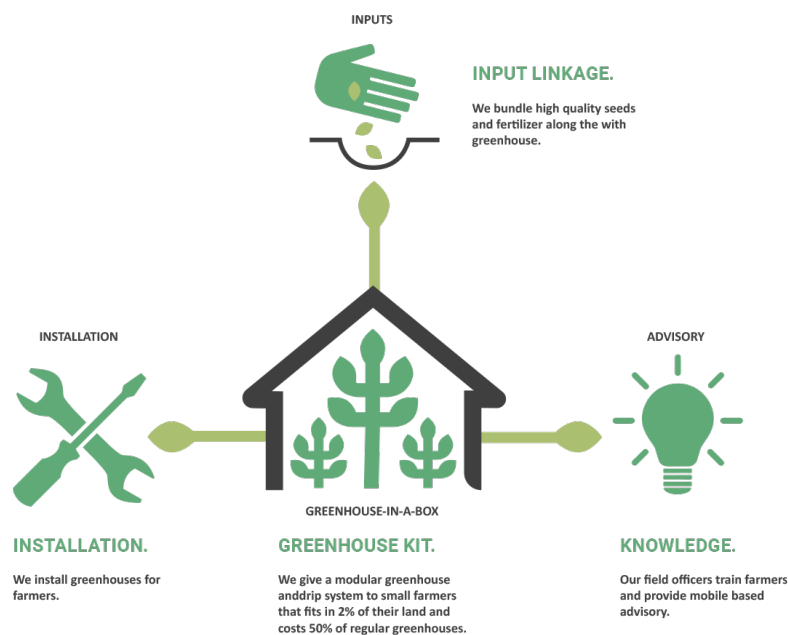 INPUTS
INPUT LINKAGE.
We bundle high quality seeds
and fertilizer along the with
greenhouse.
INSTALLATION
ADVISORY
GREENHOUSE-IN-A-BOX
INSTALLATION.
We install greenhouses for
farmers.
GREENHOUSE KIT.
We give a modular greenhouse
anddrip system to small farmers
that fits in 2% of their land and
costs 50% of regular greenhouses.
KNOWLEDGE.
Our field officers train farmers
and provide mobile based
advisory.